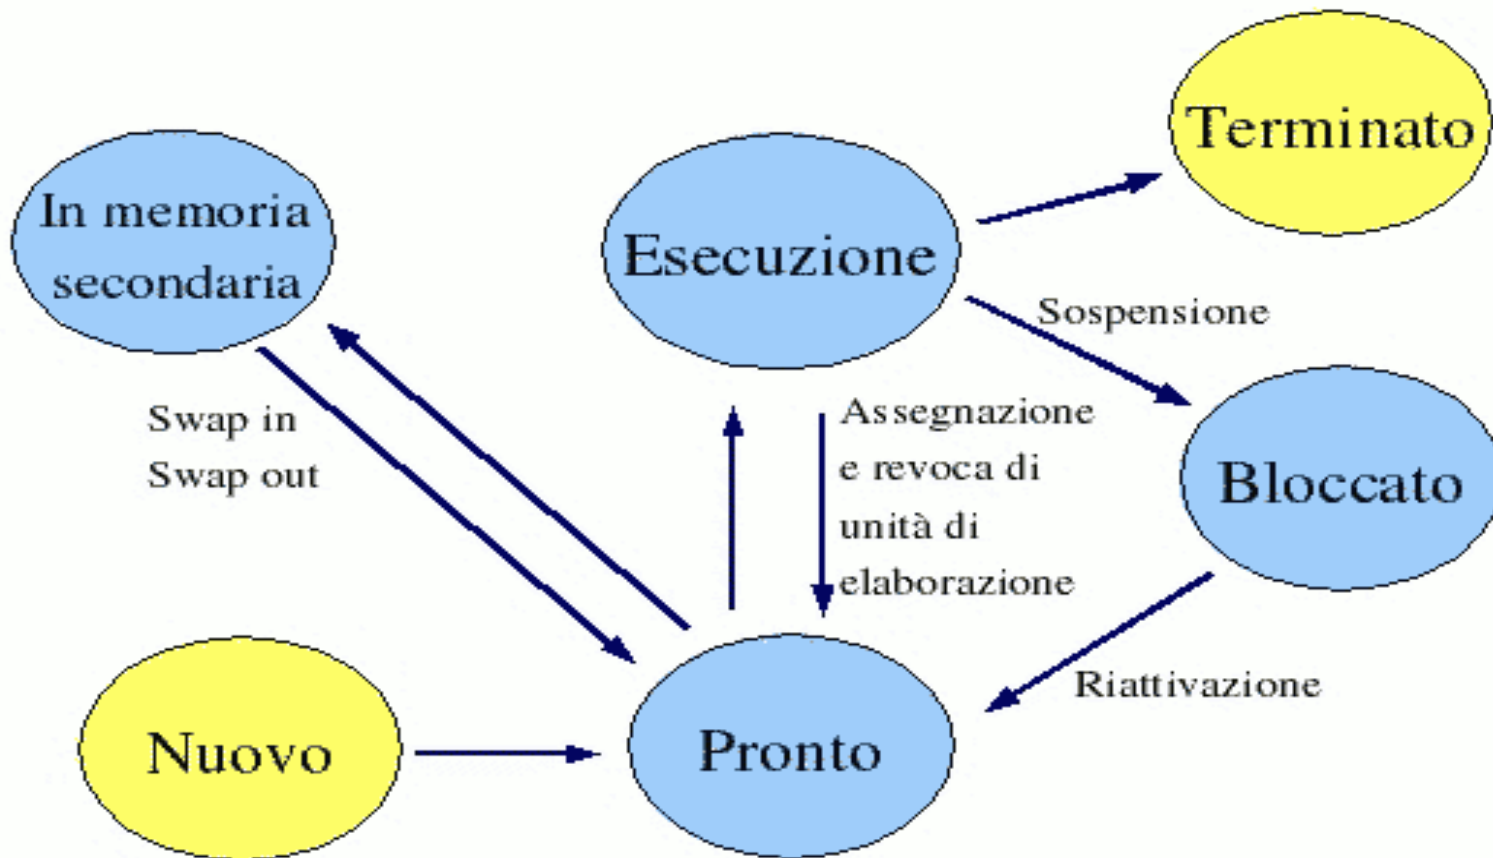 Terminato
In memoria
secondaria
Esecuzione
Sospensione
Swap in
Swap out
Assegnazione
e revoca di
unità di
elaborazione
Bloccato
Riattivazione
Nuovo
Pronto